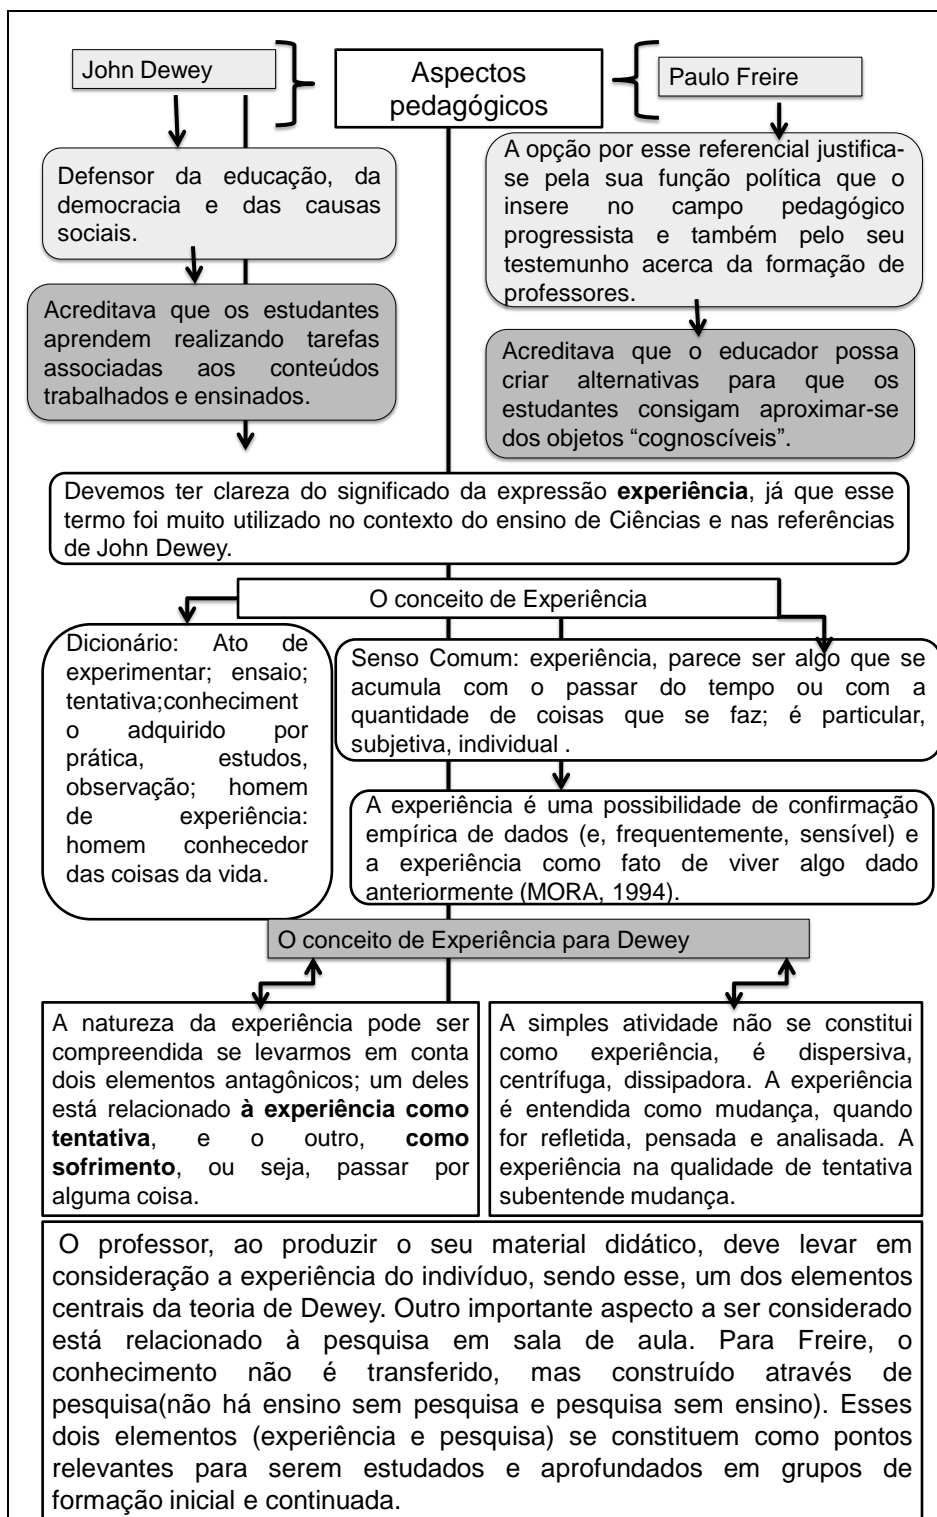 John Dewey
Aspectos
pedagógicos
Paulo Freire
Defensor da educação, da
democracia e das causas
sociais.
A opção por esse referencial justifica-
se pela sua função política que o
insere no campo pedagógico
progressista e também pelo seu
testemunho acerca da formação de
professores.
Acreditava que os estudantes
aprendem realizando tarefas
associadas aos conteúdos
trabalhados e ensinados.
Acreditava que o educador possa
criar alternativas para que os
estudantes consigam aproximar-se
dos objetos “cognoscíveis”.
Devemos ter clareza do significado da expressão experiência, já que esse
termo foi muito utilizado no contexto do ensino de Ciências e nas referências
de John Dewey.
O conceito de Experiência
Dicionário: Ato de
experimentar; ensaio;
tentativa;conheciment
o adquirido por
prática, estudos,
observação; homem
de experiência:
homem conhecedor
das coisas da vida.
Senso Comum: experiência, parece ser algo que se
acumula com o passar do tempo ou com a
quantidade de coisas que se faz; é particular,
subjetiva, individual .
A experiência é uma possibilidade de confirmação
empírica de dados (e, frequentemente, sensível) e
a experiência como fato de viver algo dado
anteriormente (MORA, 1994).
O conceito de Experiência para Dewey
A natureza da experiência pode ser
compreendida se levarmos em conta
dois elementos antagônicos; um deles
está relacionado à experiência como
tentativa, e o outro, como
sofrimento, ou seja, passar por
alguma coisa.
A simples atividade não se constitui
como experiência, é dispersiva,
centrífuga, dissipadora. A experiência
é entendida como mudança, quando
for refletida, pensada e analisada. A
experiência na qualidade de tentativa
subentende mudança.
O professor, ao produzir o seu material didático, deve levar em
consideração a experiência do indivíduo, sendo esse, um dos elementos
centrais da teoria de Dewey. Outro importante aspecto a ser considerado
está relacionado à pesquisa em sala de aula. Para Freire, o
conhecimento não é transferido, mas construído através de
pesquisa(não há ensino sem pesquisa e pesquisa sem ensino). Esses
dois elementos (experiência e pesquisa) se constituem como pontos
relevantes para serem estudados e aprofundados em grupos de
formação inicial e continuada.